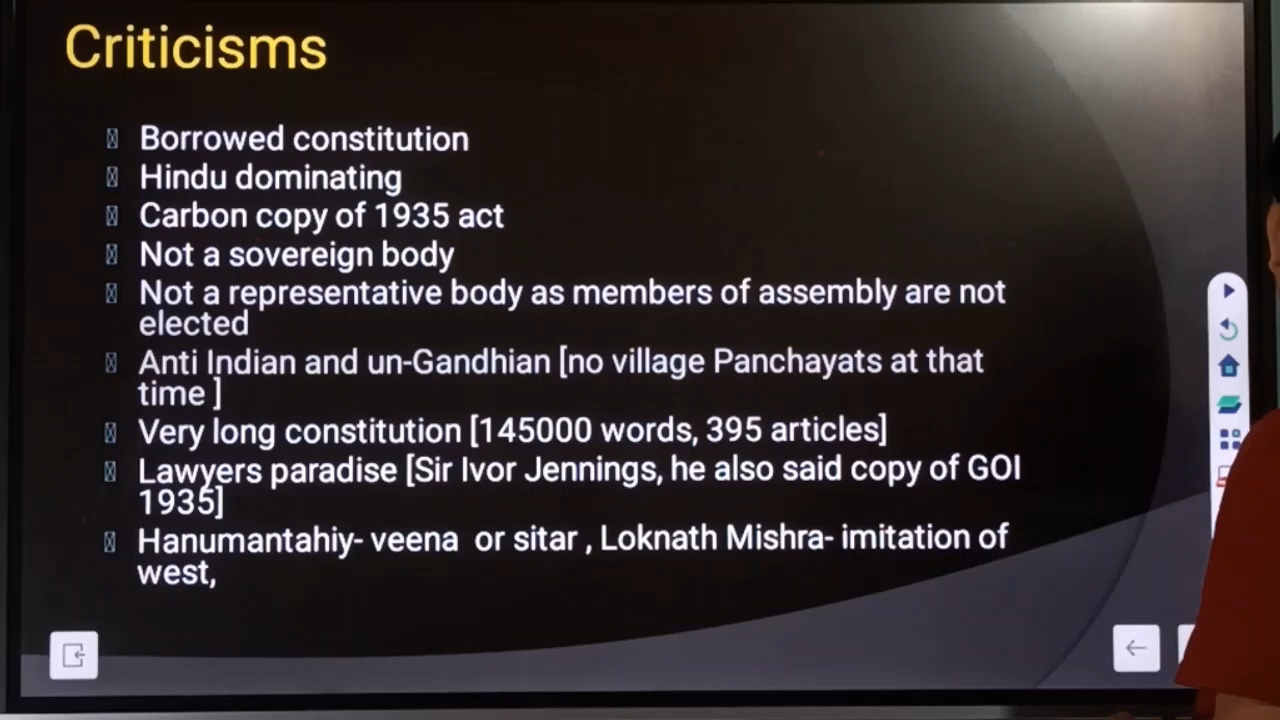 Criticisms
Borrowed constitution
Hindu dominating
Carbon copy of 1935 act
Not a sovereign body
Not a representative body as members of assembly are not
elected
Anti Indian and un-Gandhian [no village Panchayats at that
time ]
Very long constitution [145000 words, 395 articles]
Lawyers paradise [Sir Ivor Jennings, he also said copy of GOI
1935]
Hanumantahiy- veena or sitar , Loknath Mishra- imitation of
west,